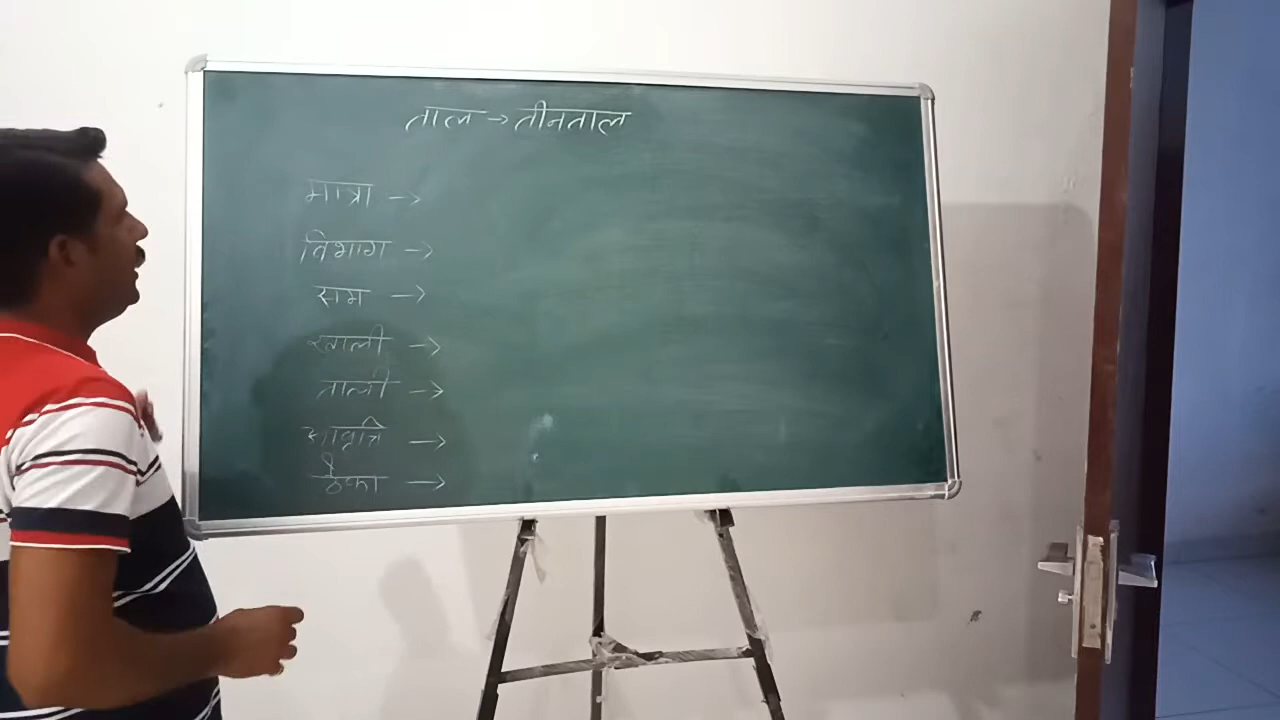 ताल → तीनताल
मात्रा →
विभाग →
सम →
खाली →
ताली →
आवृत्ति →
ठेका →